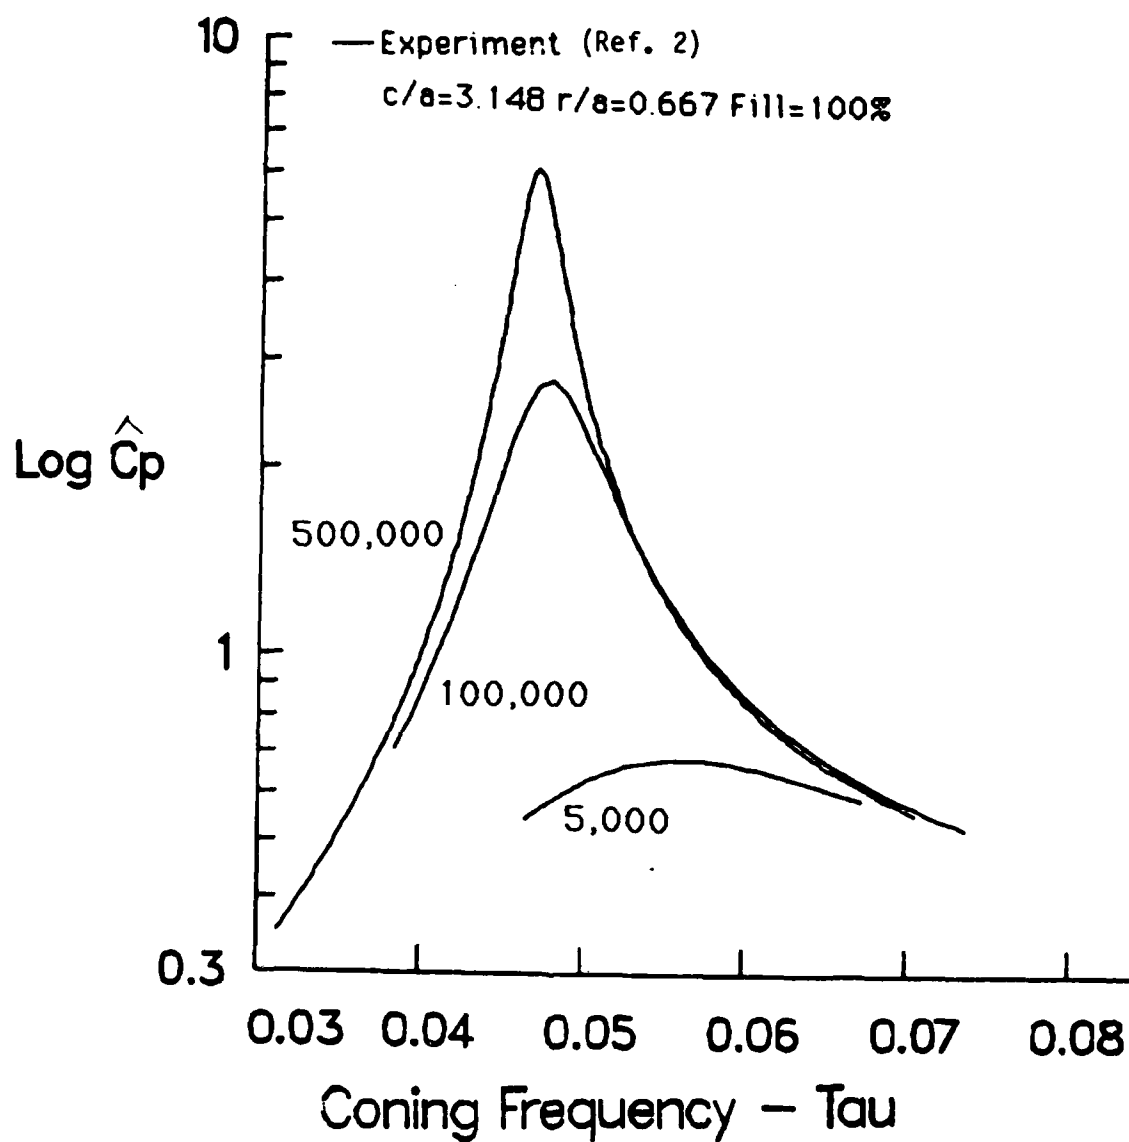 10
— Experiment (Ref. 2)
c/a=3.148 r/a=0.667 Fill=100%
Log Ĉp
500,000
1
100,000
5,000
0.3
0.03 0.04 0.05 0.06 0.07 0.08
Coning Frequency — Tau